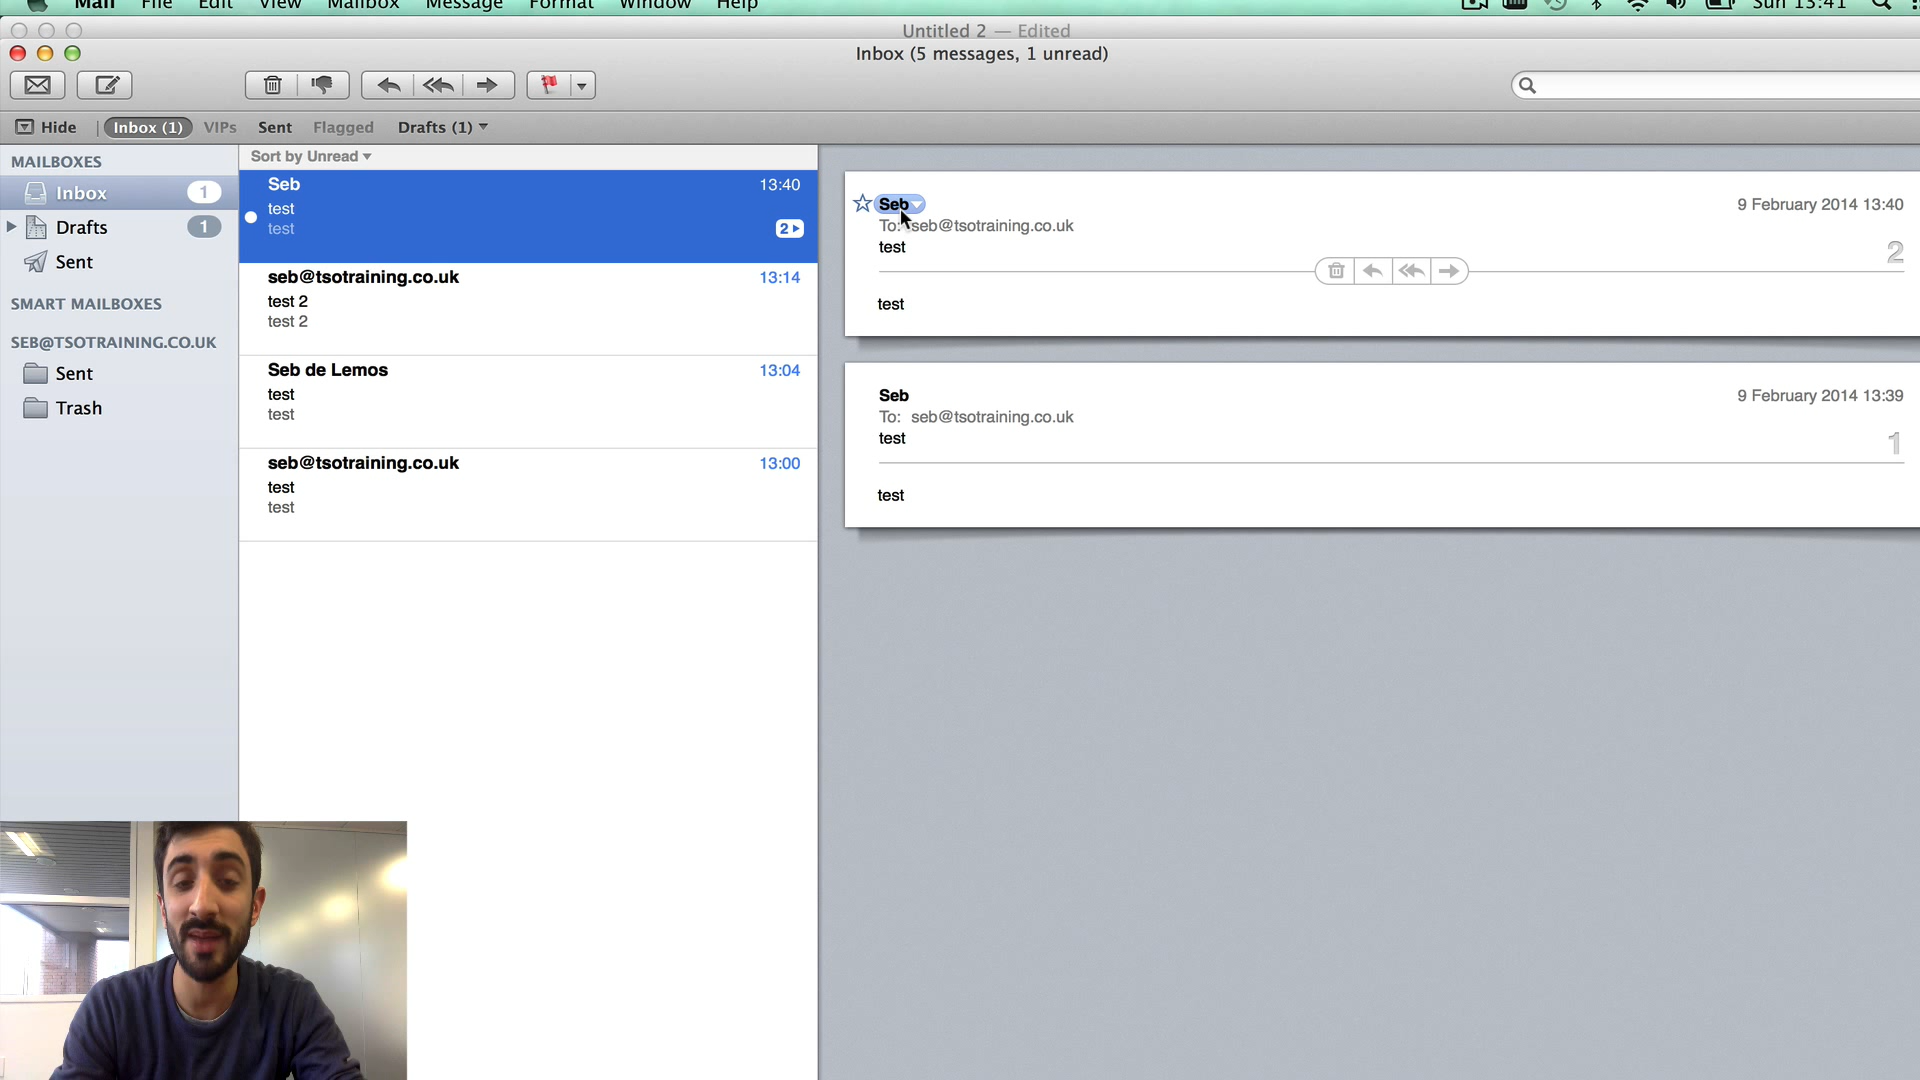 Mail File Edit View Mailbox Message Format Window Help Sun 13:41
Untitled 2 — Edited
Inbox (5 messages, 1 unread)
Hide | Inbox (1) VIPs Sent Flagged Drafts (1)
MAILBOXES
Inbox 1
Drafts 1
Sent
SMART MAILBOXES
SEB@TSOTRAINING.CO.UK
Sent
Trash
Sort by Unread
Seb 13:40
test
test 2
seb@tsotraining.co.uk 13:14
test 2
test 2
Seb de Lemos 13:04
test
test
seb@tsotraining.co.uk 13:00
test
test
Seb 9 February 2014 13:40
To: seb@tsotraining.co.uk
test
2
test
Seb 9 February 2014 13:39
To: seb@tsotraining.co.uk
test
1
test